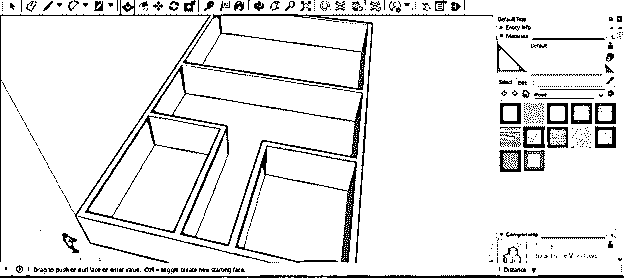 Default Tray
Entity Info
Materials
Default
Select Edit
Components
Drag to push or pull face or enter value. Ctrl = toggle create new starting face.
Distance